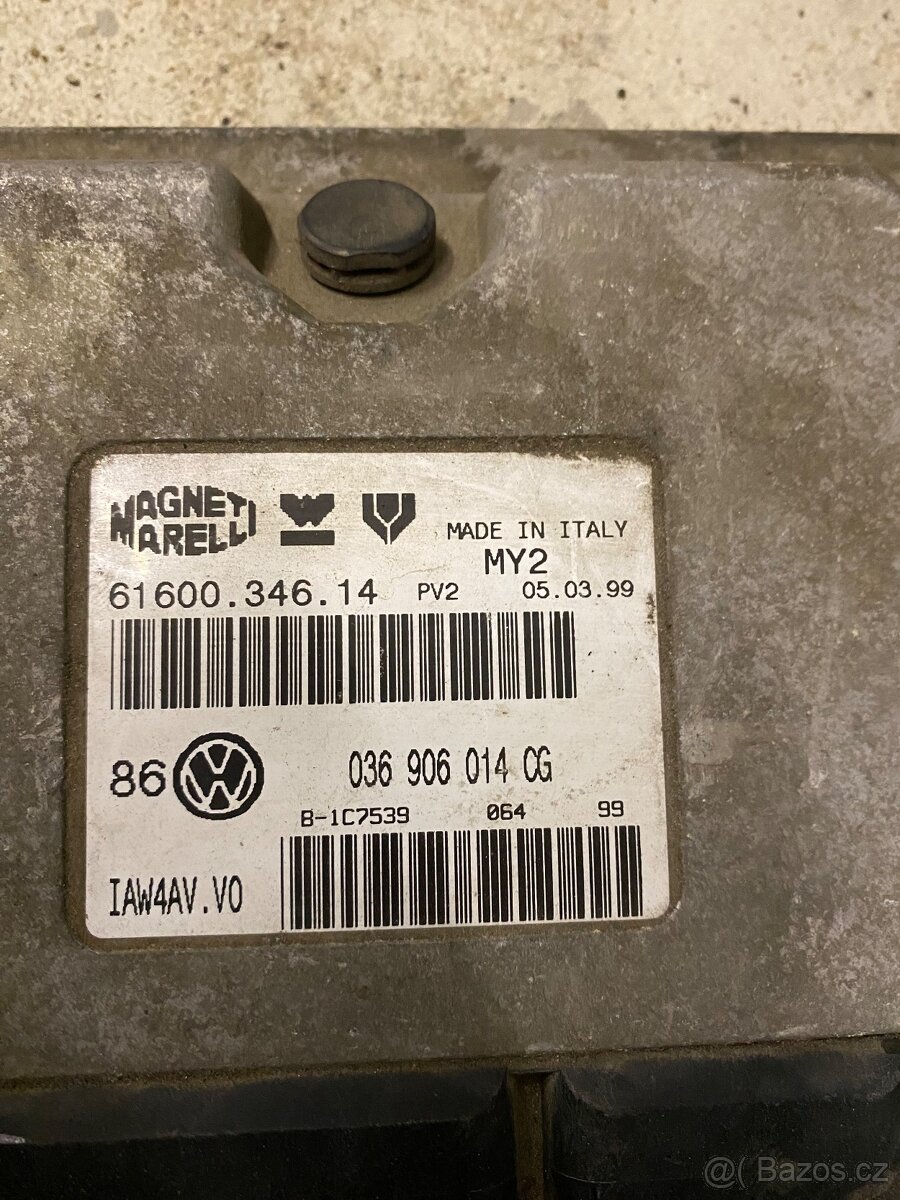 MAGNETI
MARELLI
MADE IN ITALY
MY2
61600.346.14 PV2 05.03.99
86 036 906 014 CG
B-1C7539 064 99
IAW4AV.V0
@( Bazoš.cz